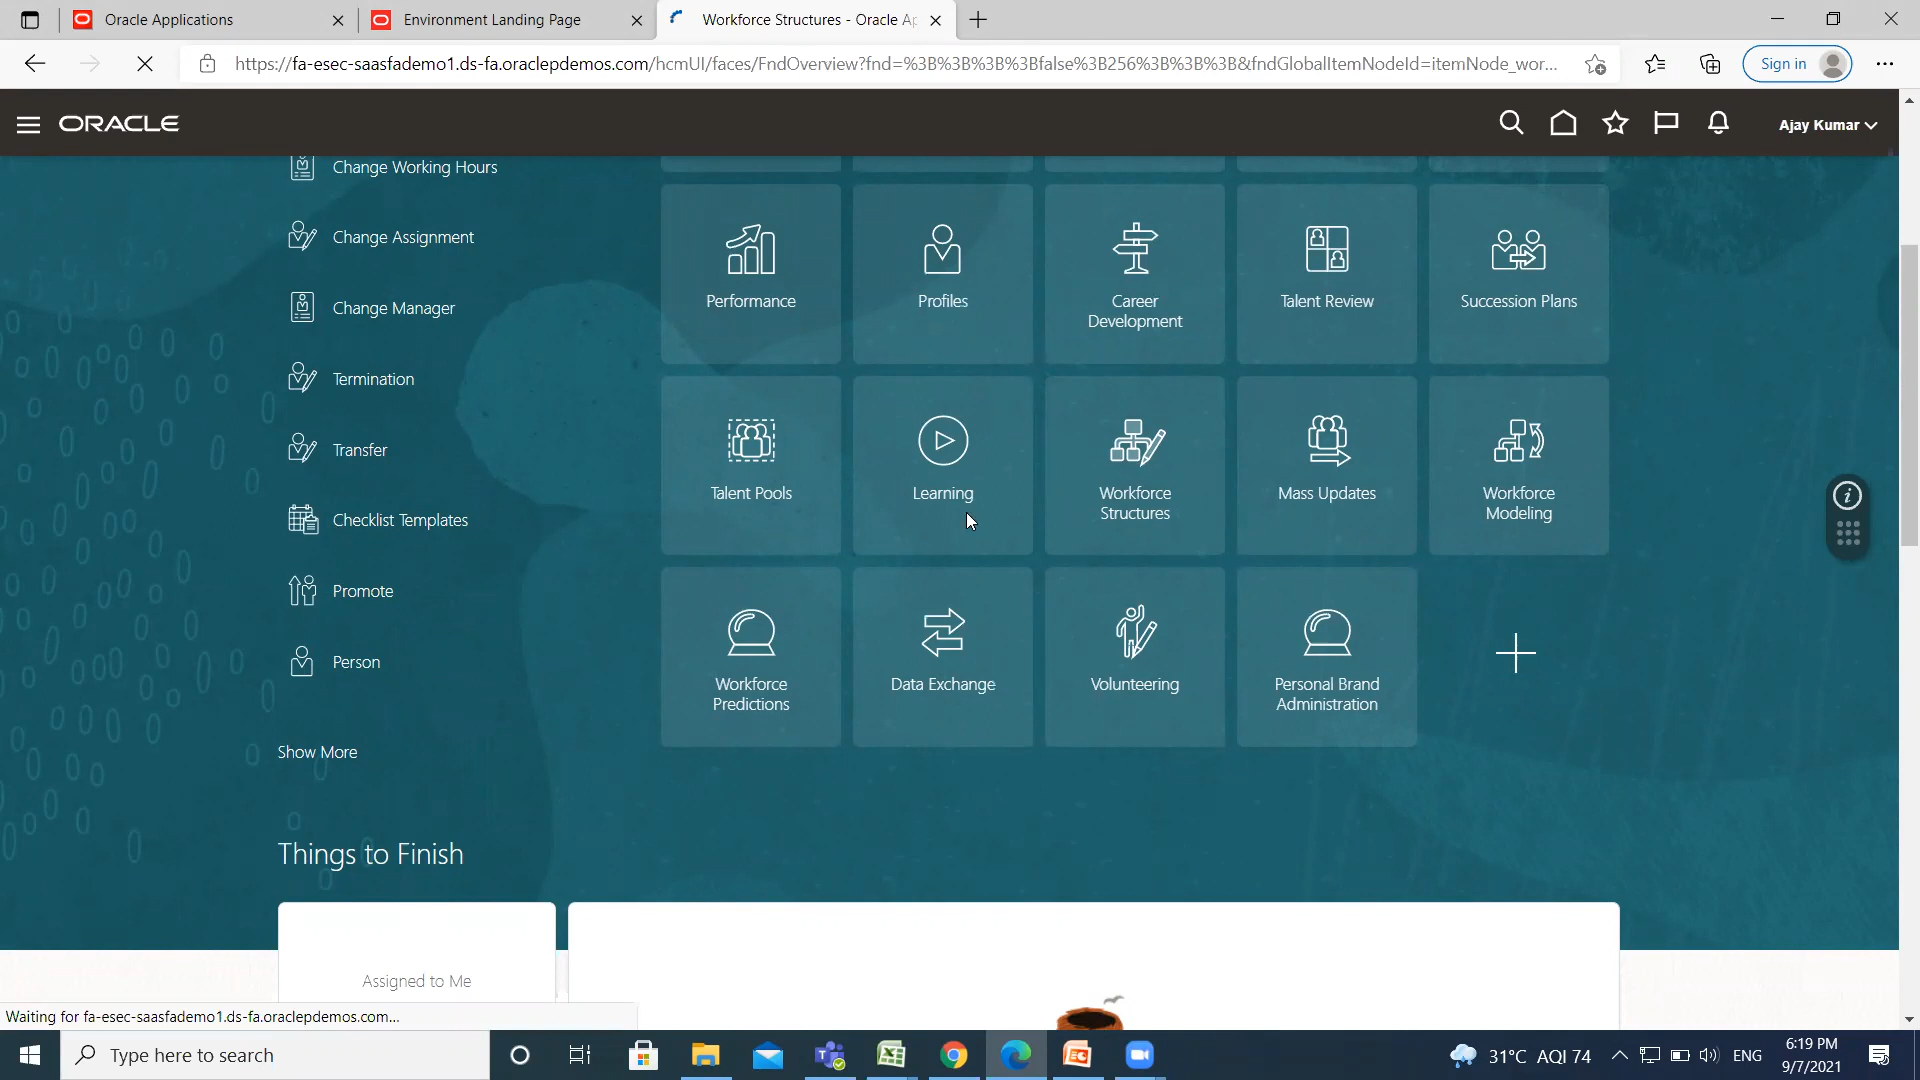 Oracle Applications
Environment Landing Page
Workforce Structures - Oracle Ap
https://fa-esec-saasfademo1.ds-fa.oraclepdemos.com/hcmUI/faces/FndOverview?fnd=%3B%3B%3B%3Bfalse%3B256%3B%3B%3B&fndGlobalItemNodeId=itemNode_wor...
Sign in
ORACLE
Ajay Kumar
Change Working Hours
Change Assignment
Change Manager
Termination
Transfer
Checklist Templates
Promote
Person
Show More
Performance
Profiles
Career
Development
Talent Review
Succession Plans
Talent Pools
Learning
Workforce
Structures
Mass Updates
Workforce
Modeling
Workforce
Predictions
Data Exchange
Volunteering
Personal Brand
Administration
Things to Finish
Assigned to Me
Waiting for fa-esec-saasfademo1.ds-fa.oraclepdemos.com...
Type here to search
31°C AQI 74
ENG
6:19 PM
9/7/2021